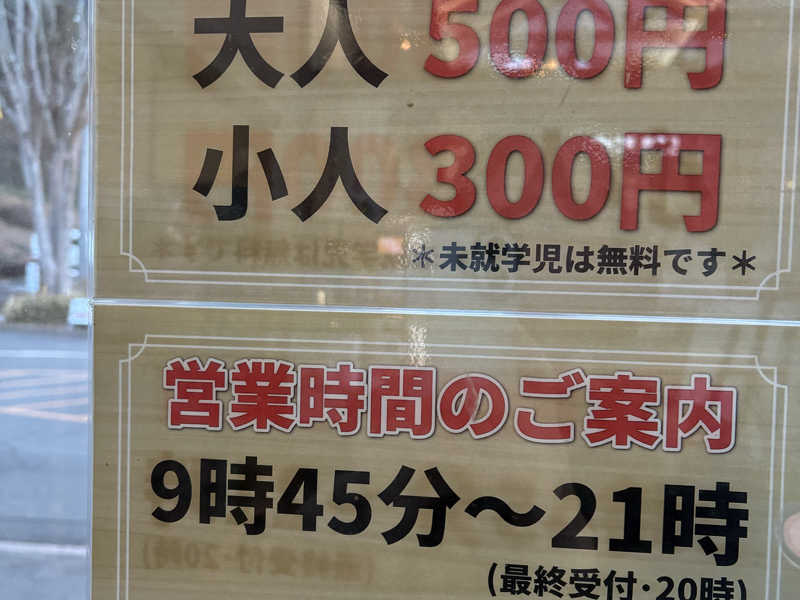 大人 500円
小人 300円
＊未就学児は無料です＊
営業時間のご案内
9時45分～21時
(最終受付･20時)